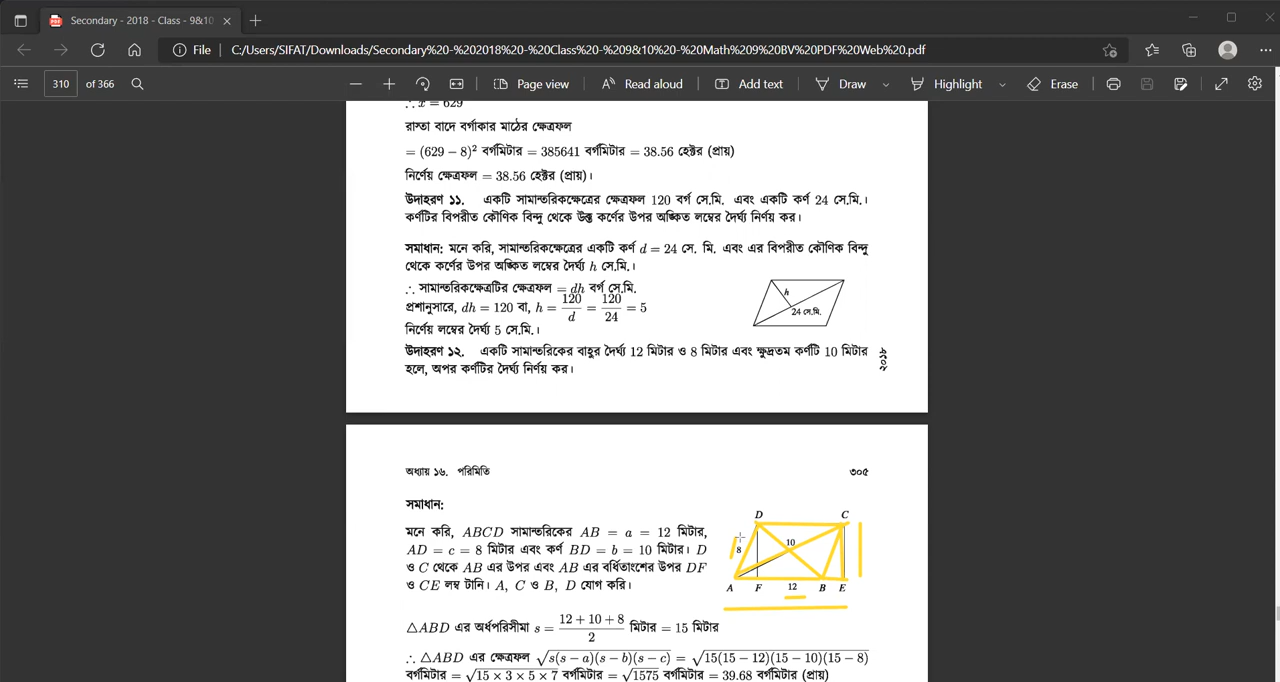 Secondary - 2018 - Class - 9&10
File C:/Users/SIFAT/Downloads/Secondary%20-%202018%20-%20Class%20-%209&10%20-%20Math%209%20BV%20PDF%20Web%20.pdf
310 of 366 Page view Read aloud Add text Draw Highlight Erase
∴ x = 629
রাস্তা বাদে বর্গাকার মাঠের ক্ষেত্রফল
= (629 − 8)² বর্গমিটার = 385641 বর্গমিটার = 38.56 হেক্টর (প্রায়)
নির্ণেয় ক্ষেত্রফল = 38.56 হেক্টর (প্রায়)।
উদাহরণ ১১. একটি সামান্তরিকক্ষেত্রের ক্ষেত্রফল 120 বর্গ সে.মি. এবং একটি কর্ণ 24 সে.মি.।
কর্ণটির বিপরীত কৌণিক বিন্দু থেকে উক্ত কর্ণের উপর অঙ্কিত লম্বের দৈর্ঘ্য নির্ণয় কর।
সমাধান: মনে করি, সামান্তরিকক্ষেত্রের একটি কর্ণ d = 24 সে. মি. এবং এর বিপরীত কৌণিক বিন্দু
থেকে কর্ণের উপর অঙ্কিত লম্বের দৈর্ঘ্য h সে.মি.।
∴ সামান্তরিকক্ষেত্রটির ক্ষেত্রফল = dh বর্গ সে.মি.
প্রশ্নানুসারে, dh = 120 বা, h = 120/d = 120/24 = 5
h
24 সে.মি.
নির্ণেয় লম্বের দৈর্ঘ্য 5 সে.মি.।
উদাহরণ ১২. একটি সামান্তরিকের বাহুর দৈর্ঘ্য 12 মিটার ও 8 মিটার এবং ক্ষুদ্রতম কর্ণটি 10 মিটার
হলে, অপর কর্ণটির দৈর্ঘ্য নির্ণয় কর।
২০১৮
অধ্যায় ১৬. পরিমিতি ৩০৫
সমাধান:
মনে করি, ABCD সামান্তরিকের AB = a = 12 মিটার,
AD = c = 8 মিটার এবং কর্ণ BD = b = 10 মিটার। D
ও C থেকে AB এর উপর এবং AB এর বর্ধিতাংশের উপর DF
ও CE লম্ব টানি। A, C ও B, D যোগ করি।
D C
8 10
A F 12 B E
△ABD এর অর্ধপরিসীমা s = (12 + 10 + 8)/2 মিটার = 15 মিটার
∴ △ABD এর ক্ষেত্রফল √s(s − a)(s − b)(s − c) = √15(15 − 12)(15 − 10)(15 − 8)
বর্গমিটার = √15 × 3 × 5 × 7 বর্গমিটার = √1575 বর্গমিটার = 39.68 বর্গমিটার (প্রায়)